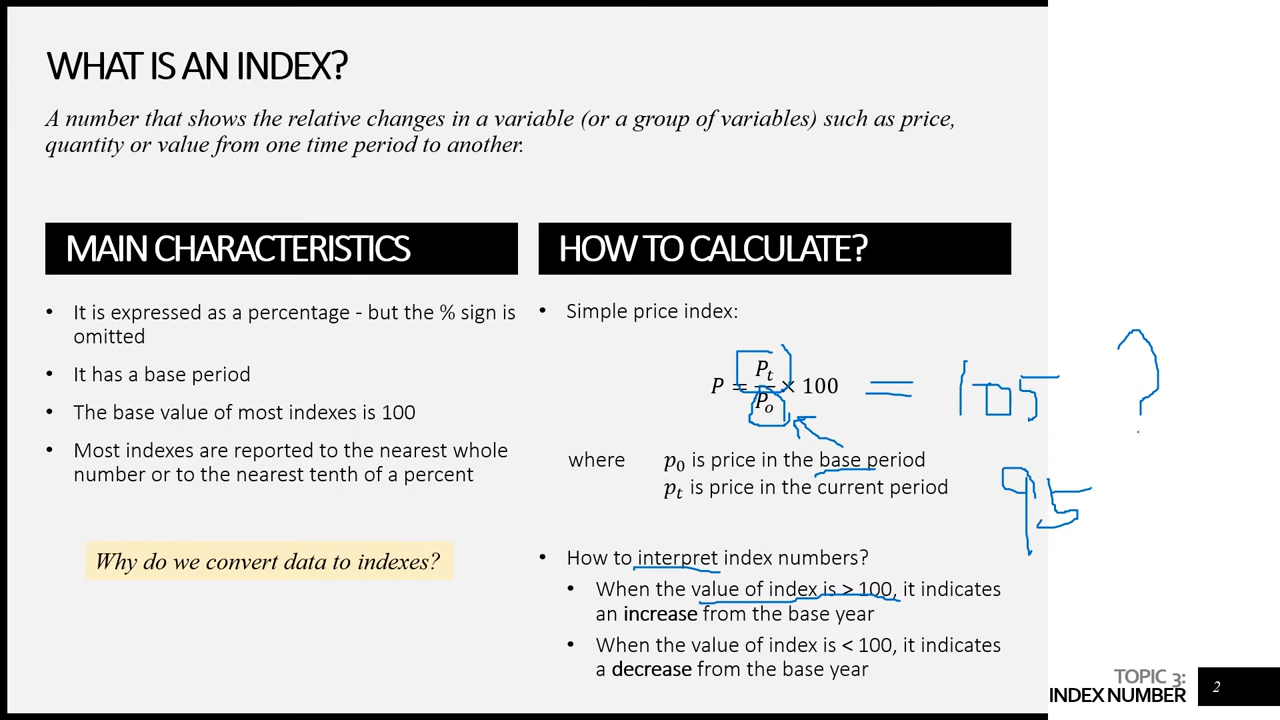 WHAT IS AN INDEX?
A number that shows the relative changes in a variable (or a group of variables) such as price,
quantity or value from one time period to another.
MAIN CHARACTERISTICS
• It is expressed as a percentage - but the % sign is
omitted
• It has a base period
• The base value of most indexes is 100
• Most indexes are reported to the nearest whole
number or to the nearest tenth of a percent
Why do we convert data to indexes?
HOW TO CALCULATE?
• Simple price index:
P = Pt/Po × 100 = 105 ?
95
where p0 is price in the base period
pt is price in the current period
• How to interpret index numbers?
• When the value of index is > 100, it indicates
an increase from the base year
• When the value of index is < 100, it indicates
a decrease from the base year
TOPIC 3:
INDEX NUMBER
2